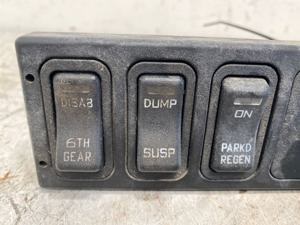 DISAB
6TH
GEAR
DUMP
SUSP
ON
PARKD
REGEN